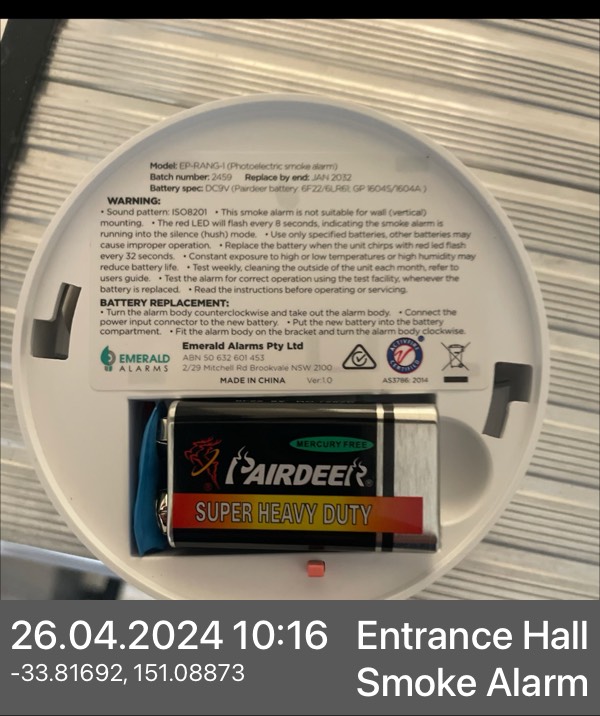 Model: EP-RANG-1 (Photoelectric smoke alarm)
Batch number: 2459 Replace by end: JAN 2032
Battery spec: DC9V (Pairdeer battery: 6F22/6LR61; GP 1604S/1604A )
WARNING:
• Sound pattern: ISO8201 • This smoke alarm is not suitable for wall (vertical)
mounting. • The red LED will flash every 8 seconds, indicating the smoke alarm is
running into the silence (hush) mode. • Use only specified batteries, other batteries may
cause improper operation. • Replace the battery when the unit chirps with red led flash
every 32 seconds. • Constant exposure to high or low temperatures or high humidity may
reduce battery life. • Test weekly, cleaning the outside of the unit each month, refer to
users guide. • Test the alarm for correct operation using the test facility, whenever the
battery is replaced. • Read the instructions before operating or servicing.
BATTERY REPLACEMENT:
• Turn the alarm body counterclockwise and take out the alarm body. • Connect the
power input connector to the new battery. • Put the new battery into the battery
compartment. • Fit the alarm body on the bracket and turn the alarm body clockwise.
EMERALD
ALARMS
Emerald Alarms Pty Ltd
ABN 50 632 601 453
2/29 Mitchell Rd Brookvale NSW 2100
MADE IN CHINA Ver:1.0
ACTIVFIRE
CERTIFIED
AS3786: 2014
MERCURY FREE
PAIRDEER®
SUPER HEAVY DUTY
26.04.2024 10:16
-33.81692, 151.08873
Entrance Hall
Smoke Alarm